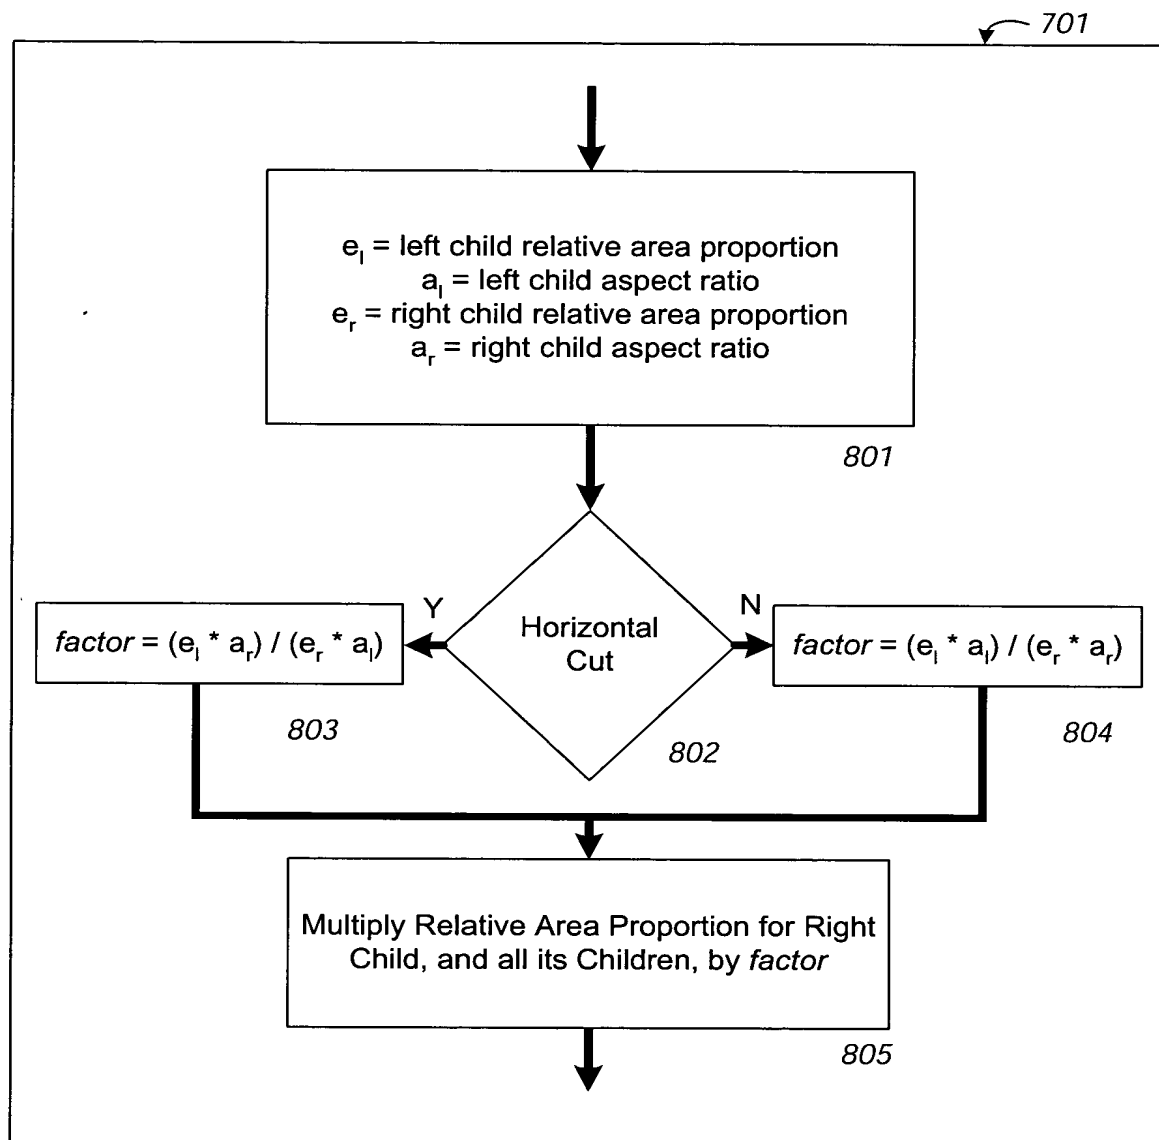 701
e_l = left child relative area proportion
a_l = left child aspect ratio
e_r = right child relative area proportion
a_r = right child aspect ratio
801
Y
N
factor = (e_l * a_r) / (e_r * a_l)
Horizontal
Cut
factor = (e_l * a_l) / (e_r * a_r)
803
802
804
Multiply Relative Area Proportion for Right
Child, and all its Children, by factor
805